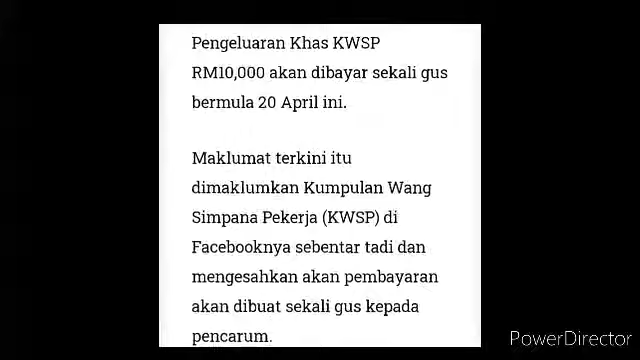 Pengeluaran Khas KWSP
RM10,000 akan dibayar sekali gus
bermula 20 April ini.
Maklumat terkini itu
dimaklumkan Kumpulan Wang
Simpana Pekerja (KWSP) di
Facebooknya sebentar tadi dan
mengesahkan akan pembayaran
akan dibuat sekali gus kepada
pencarum.
PowerDirector